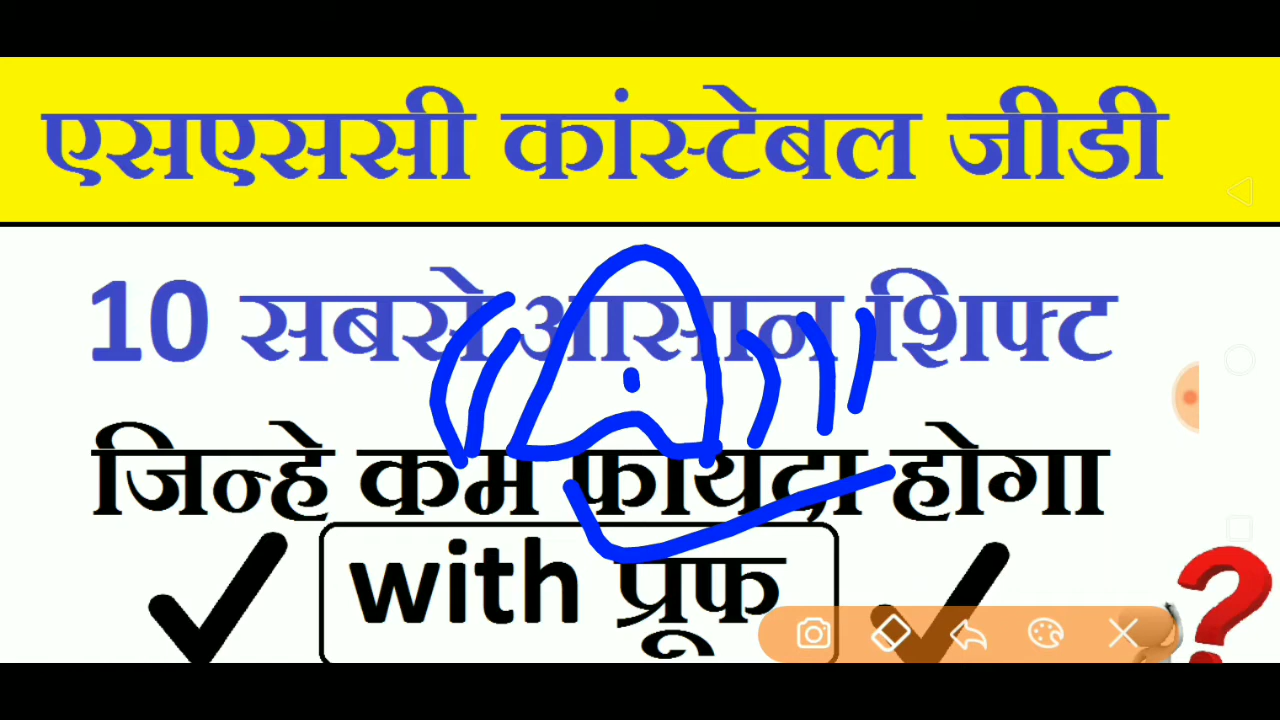 एसएससी कांस्टेबल जीडी
10 सबसे आसान शिफ्ट
जिन्हे कम फायदा होगा
with प्रूफ
?